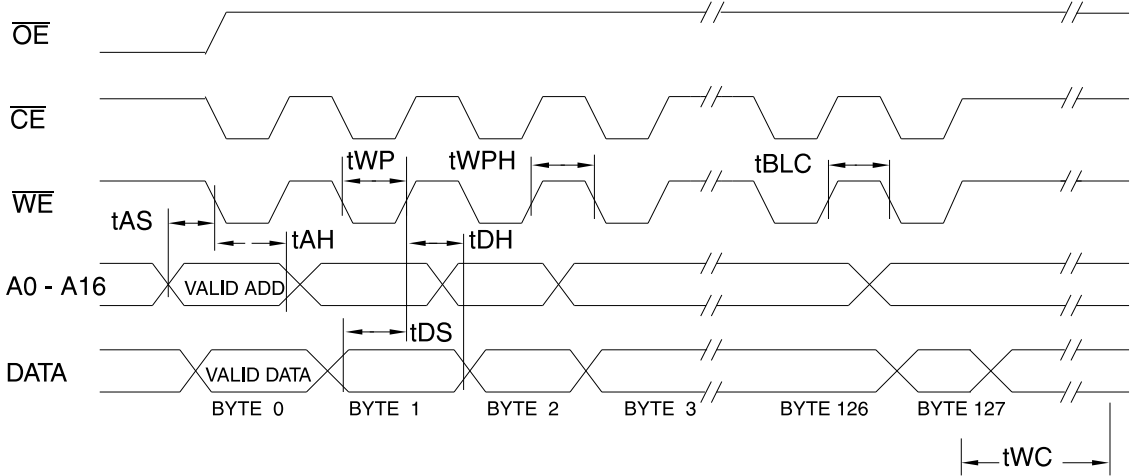 OE
CE
tWP tWPH tBLC
WE
tAS
tAH tDH
A0 - A16 VALID ADD
tDS
DATA VALID DATA
BYTE 0 BYTE 1 BYTE 2 BYTE 3 BYTE 126 BYTE 127
tWC